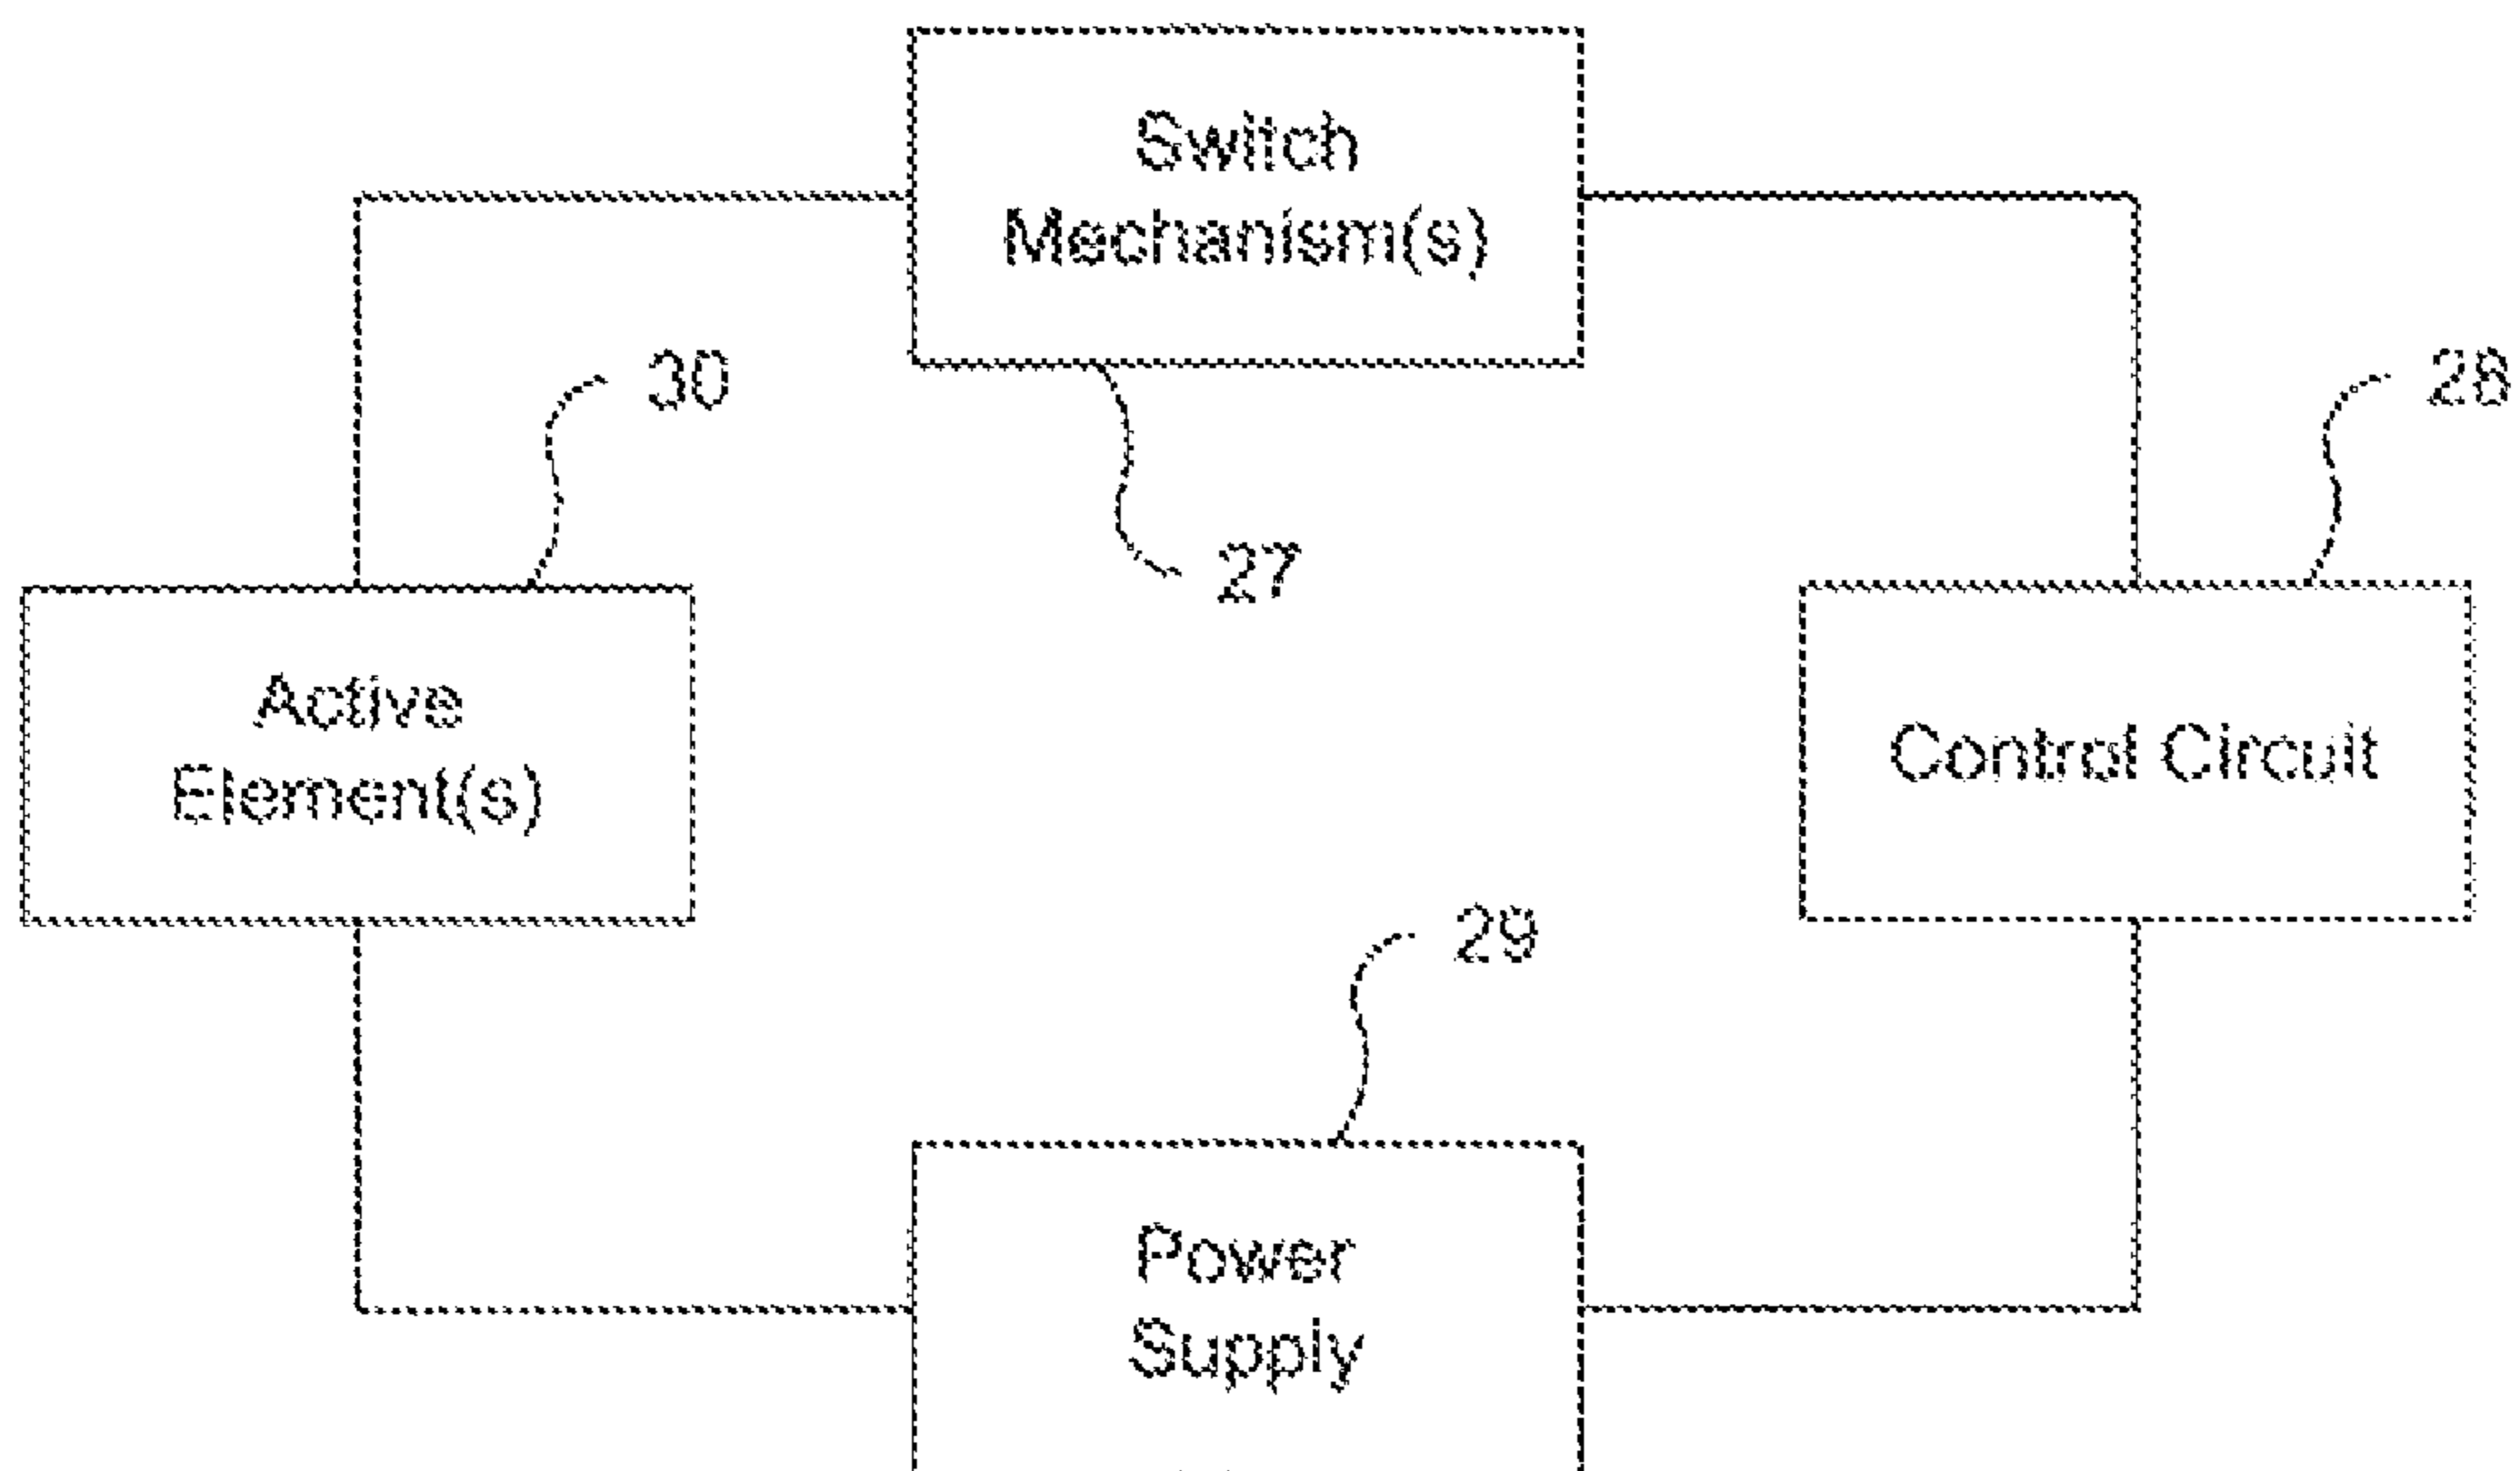 Switch
Mechanism(s)
30
28
27
Active
Element(s)
Control Circuit
29
Power
Supply